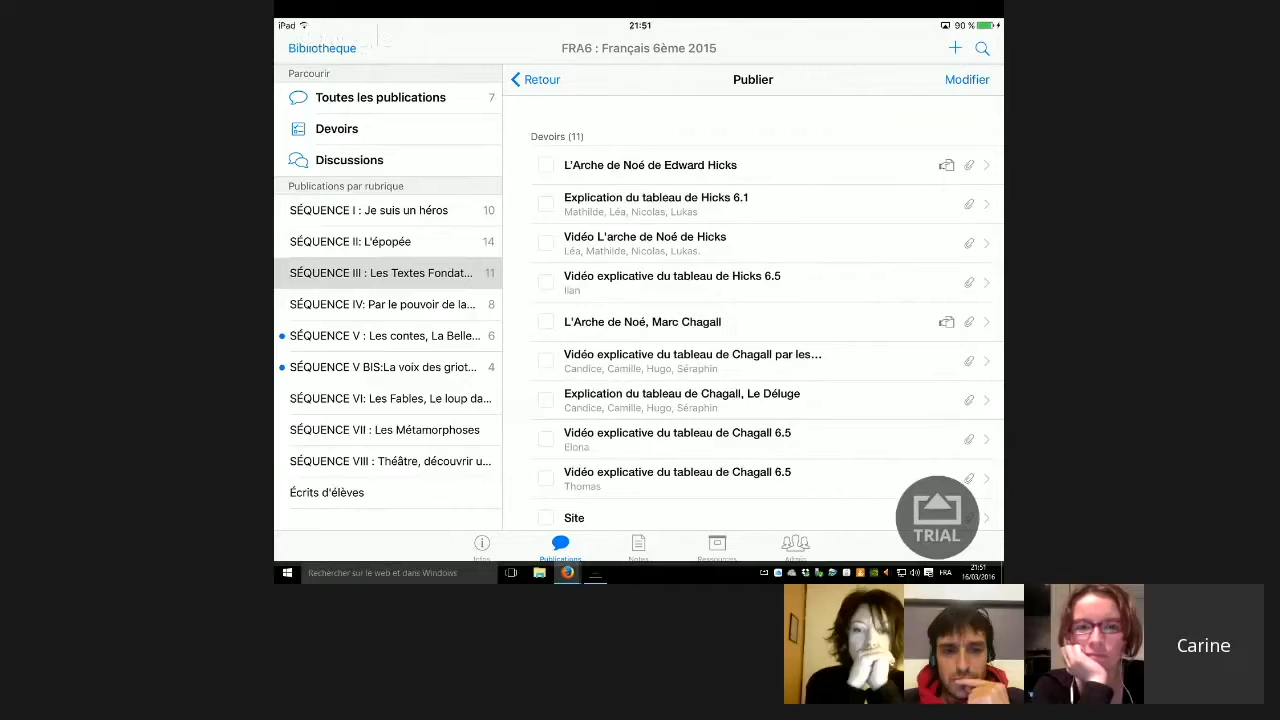 iPad
21:51
90 %
Bibliothèque
FRA6 : Français 6ème 2015
Parcourir
Toutes les publications 7
Devoirs
Discussions
Publications par rubrique
SÉQUENCE I : Je suis un héros 10
SÉQUENCE II: L'épopée 14
SÉQUENCE III : Les Textes Fondat... 11
SÉQUENCE IV: Par le pouvoir de la... 8
SÉQUENCE V : Les contes, La Belle... 6
SÉQUENCE V BIS:La voix des griot... 4
SÉQUENCE VI: Les Fables, Le loup da...
SÉQUENCE VII : Les Métamorphoses
SÉQUENCE VIII : Théâtre, découvrir u...
Écrits d'élèves
Retour
Publier
Modifier
Devoirs (11)
L'Arche de Noé de Edward Hicks
Explication du tableau de Hicks 6.1
Mathilde, Léa, Nicolas, Lukas
Vidéo L'arche de Noé de Hicks
Léa, Mathilde, Nicolas, Lukas.
Vidéo explicative du tableau de Hicks 6.5
Ilan
L'Arche de Noé, Marc Chagall
Vidéo explicative du tableau de Chagall par les...
Candice, Camille, Hugo, Séraphin
Explication du tableau de Chagall, Le Déluge
Candice, Camille, Hugo, Séraphin
Vidéo explicative du tableau de Chagall 6.5
Elona
Vidéo explicative du tableau de Chagall 6.5
Thomas
Site
TRIAL
Infos
Publications
Notes
Ressources
Admin
Rechercher sur le web et dans Windows
FRA
21:51
16/03/2016
Carine